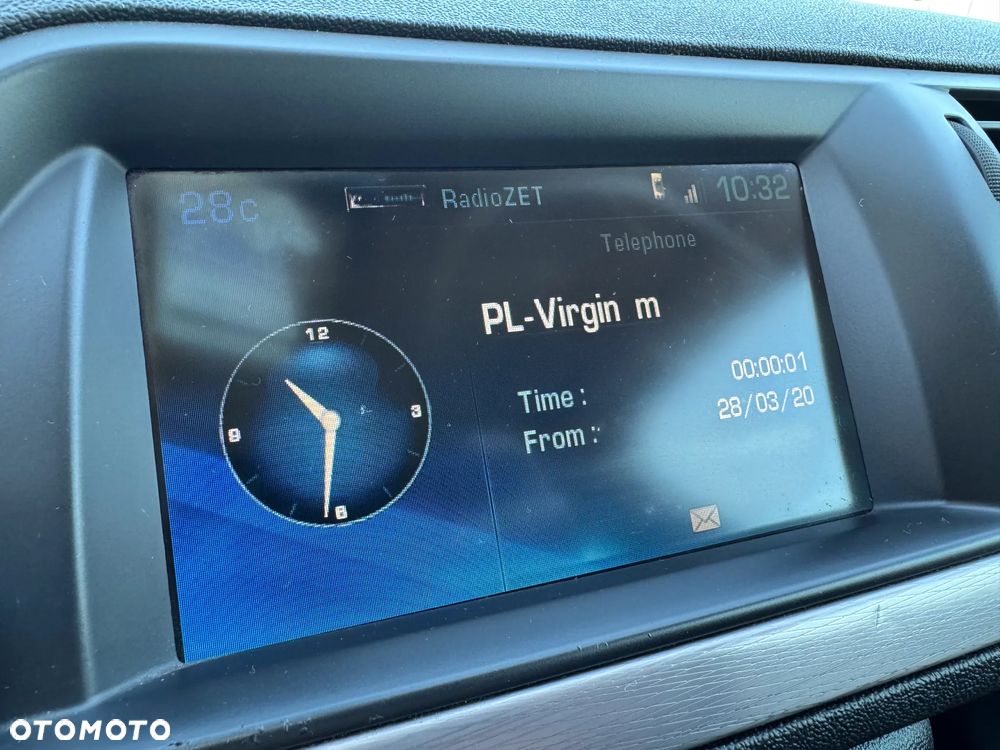 28c RadioZET 10:32
Telephone
PL-Virgin m
00:00:01
Time :
28/03/20
From :
12
3
9
6
OTOMOTO